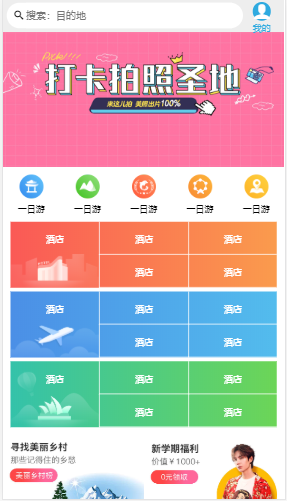 搜索：目的地
我的
打卡拍照圣地
来这儿拍 美照出片100%
一日游 一日游 一日游 一日游 一日游
酒店 酒店 酒店
酒店 酒店
酒店 酒店 酒店
酒店 酒店
酒店 酒店 酒店
酒店 酒店
寻找美丽乡村
那些记得住的乡愁
美丽乡村榜
新学期福利
价值￥1000+
0元领取